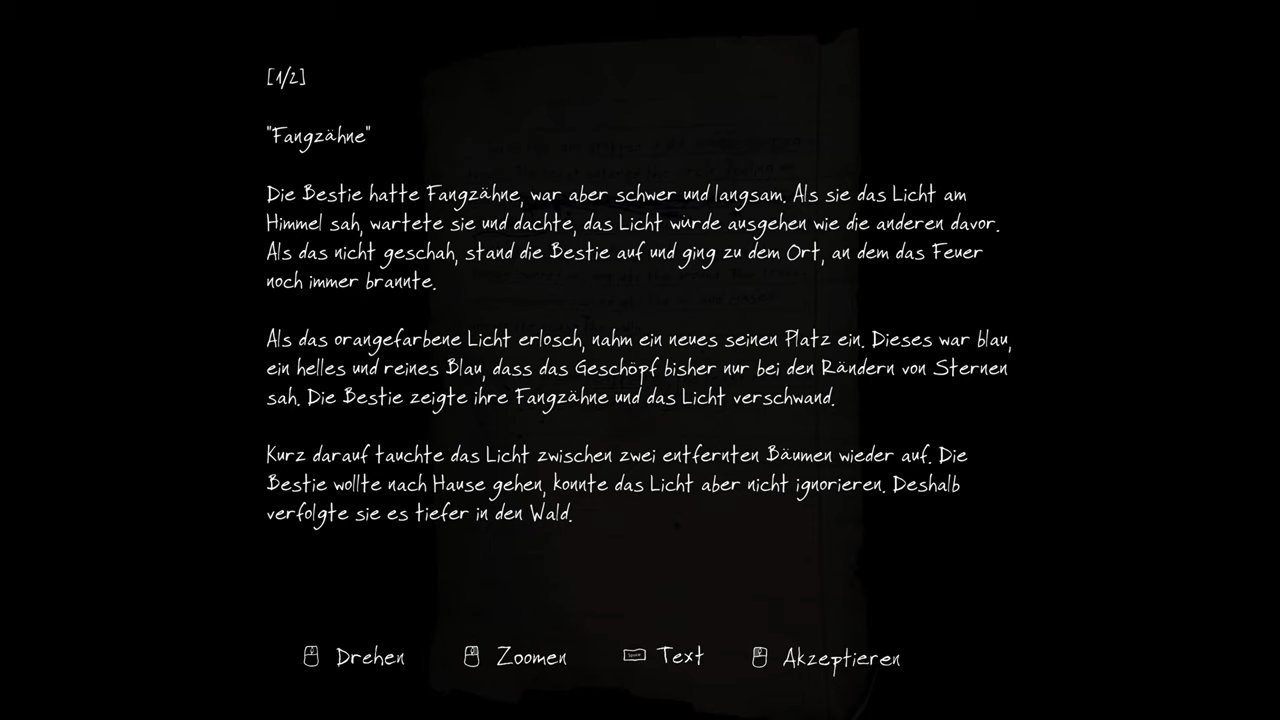 [1/2]
"Fangzähne"
Die Bestie hatte Fangzähne, war aber schwer und langsam. Als sie das Licht am
Himmel sah, wartete sie und dachte, das Licht würde ausgehen wie die anderen davor.
Als das nicht geschah, stand die Bestie auf und ging zu dem Ort, an dem das Feuer
noch immer brannte.
Als das orangefarbene Licht erlosch, nahm ein neues seinen Platz ein. Dieses war blau,
ein helles und reines Blau, dass das Geschöpf bisher nur bei den Rändern von Sternen
sah. Die Bestie zeigte ihre Fangzähne und das Licht verschwand.
Kurz darauf tauchte das Licht zwischen zwei entfernten Bäumen wieder auf. Die
Bestie wollte nach Hause gehen, konnte das Licht aber nicht ignorieren. Deshalb
verfolgte sie es tiefer in den Wald.
Drehen Zoomen Text Akzeptieren